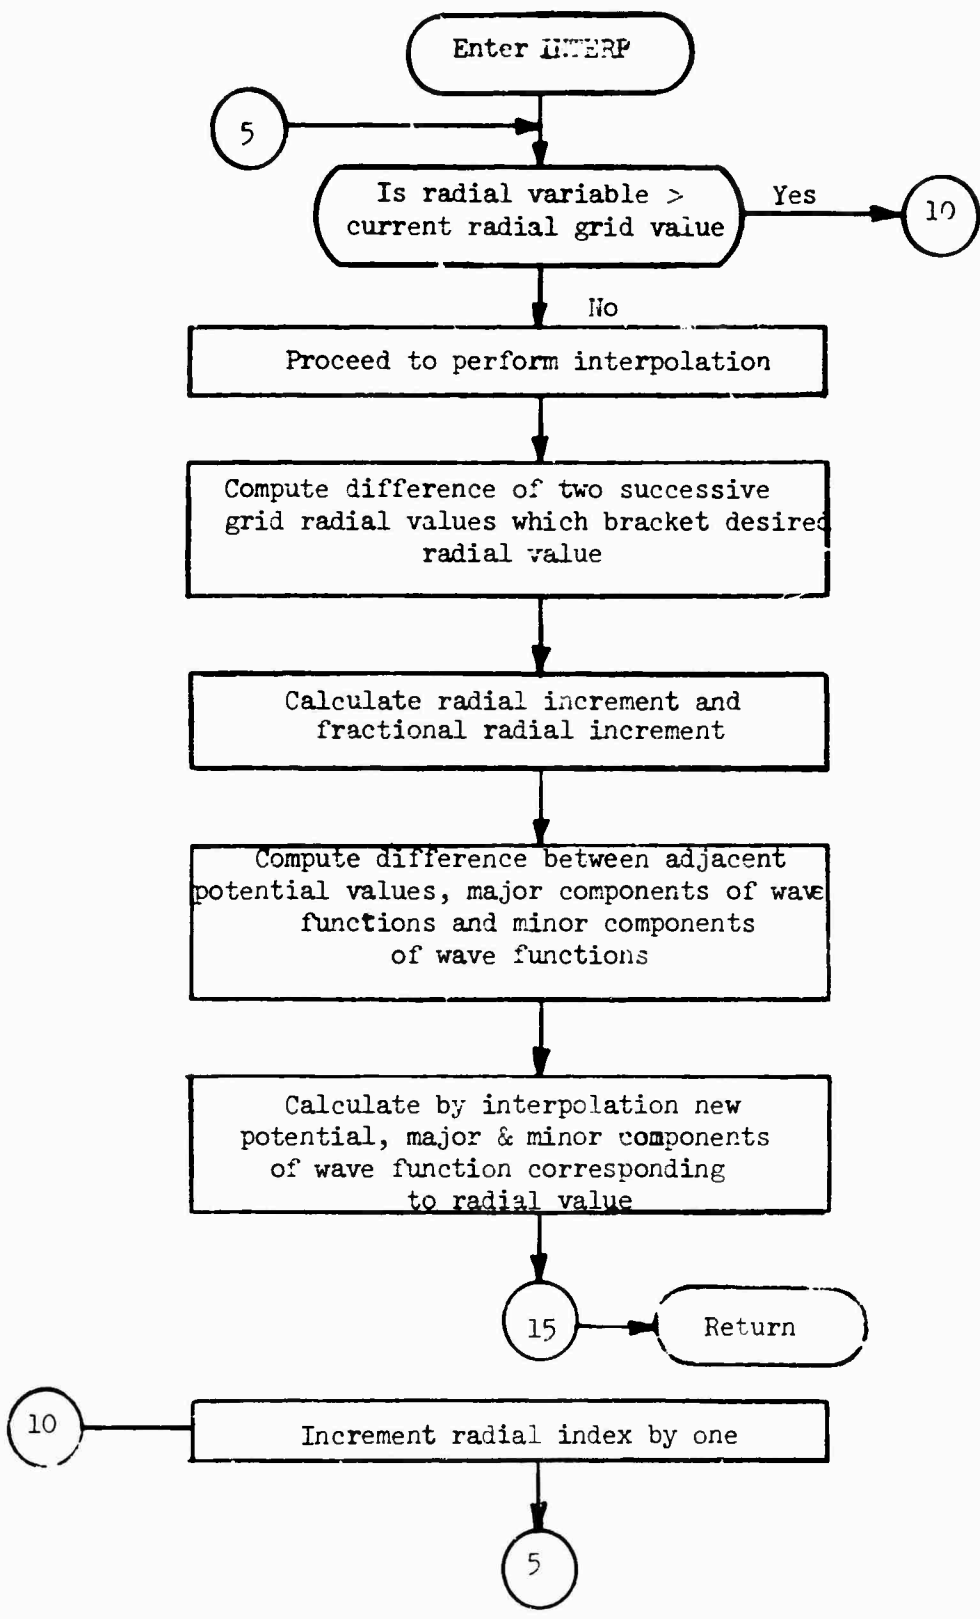 Enter INTERP
5
Is radial variable >
current radial grid value
Yes
10
No
Proceed to perform interpolation
Compute difference of two successive
grid radial values which bracket desired
radial value
Calculate radial increment and
fractional radial increment
Compute difference between adjacent
potential values, major components of wave
functions and minor components
of wave functions
Calculate by interpolation new
potential, major & minor components
of wave function corresponding
to radial value
15
Return
10
Increment radial index by one
5